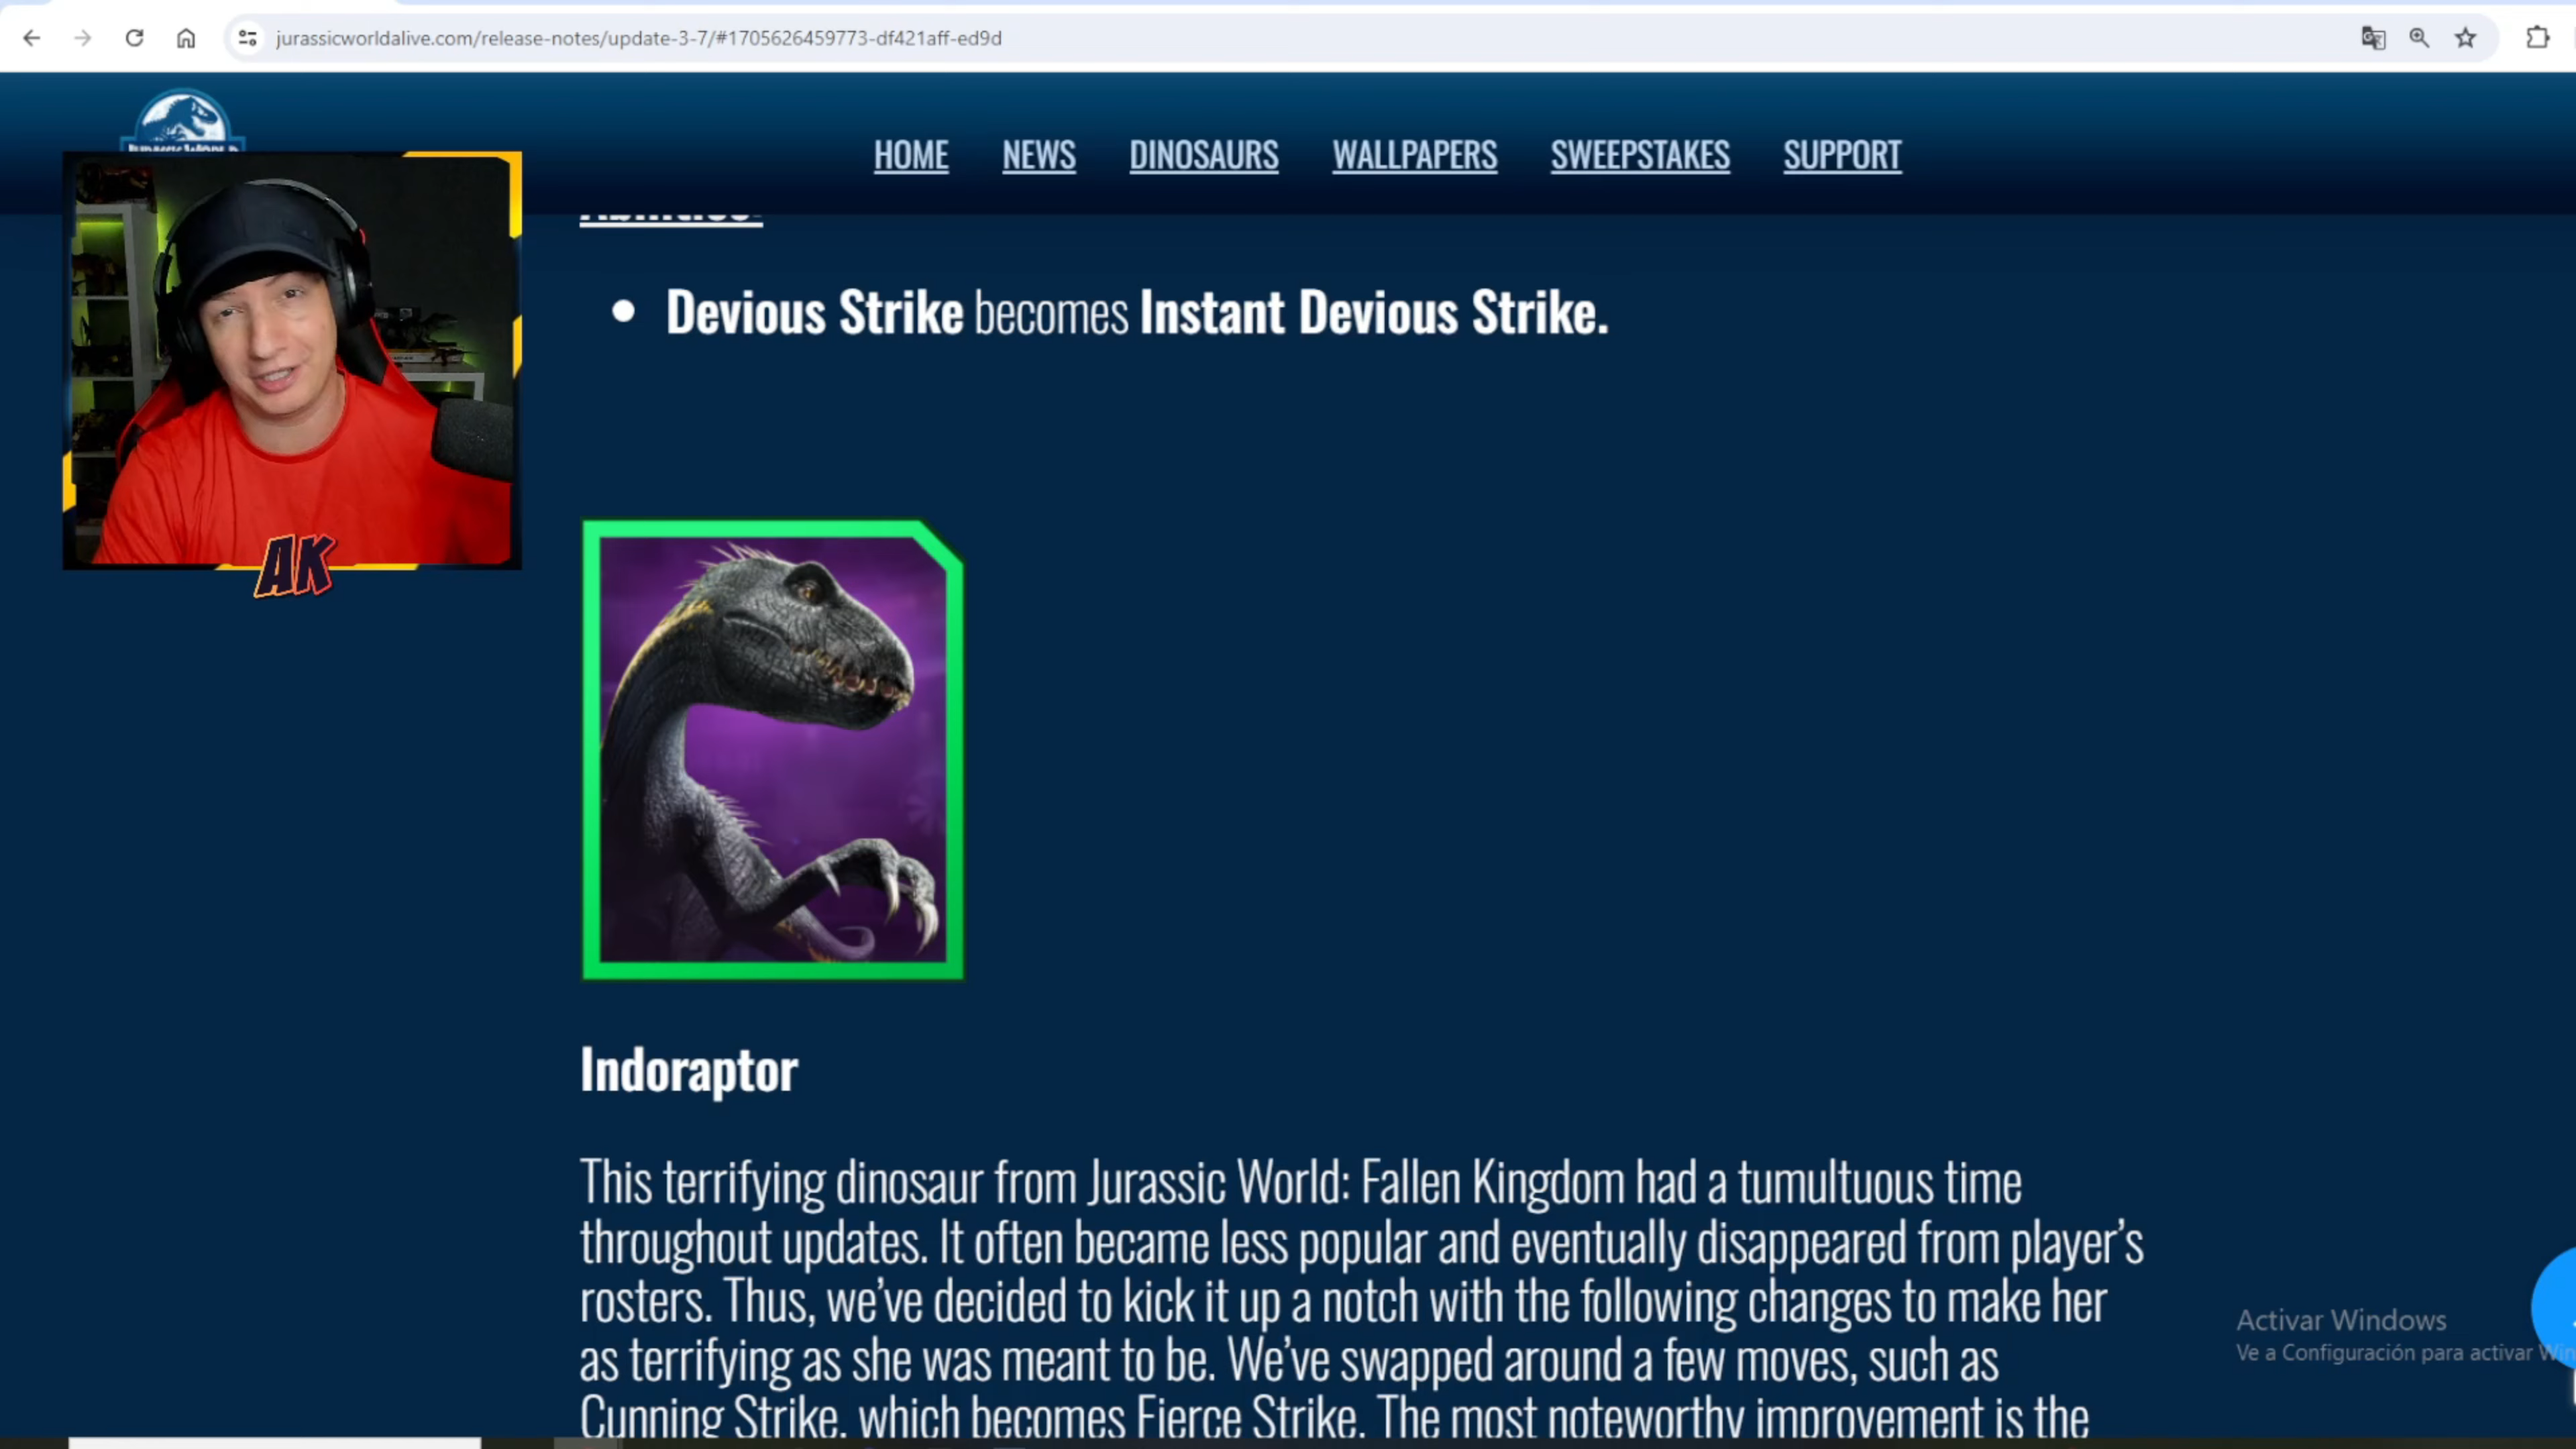 jurassicworldalive.com/release-notes/update-3-7/#1705626459773-df421aff-ed9d
JURASSIC WORLD
HOME NEWS DINOSAURS WALLPAPERS SWEEPSTAKES SUPPORT
Abilities:
• Devious Strike becomes Instant Devious Strike.
AK
Indoraptor
This terrifying dinosaur from Jurassic World: Fallen Kingdom had a tumultuous time
throughout updates. It often became less popular and eventually disappeared from player’s
rosters. Thus, we’ve decided to kick it up a notch with the following changes to make her
as terrifying as she was meant to be. We’ve swapped around a few moves, such as
Cunning Strike, which becomes Fierce Strike. The most noteworthy improvement is the
Activar Windows
Ve a Configuración para activar Win